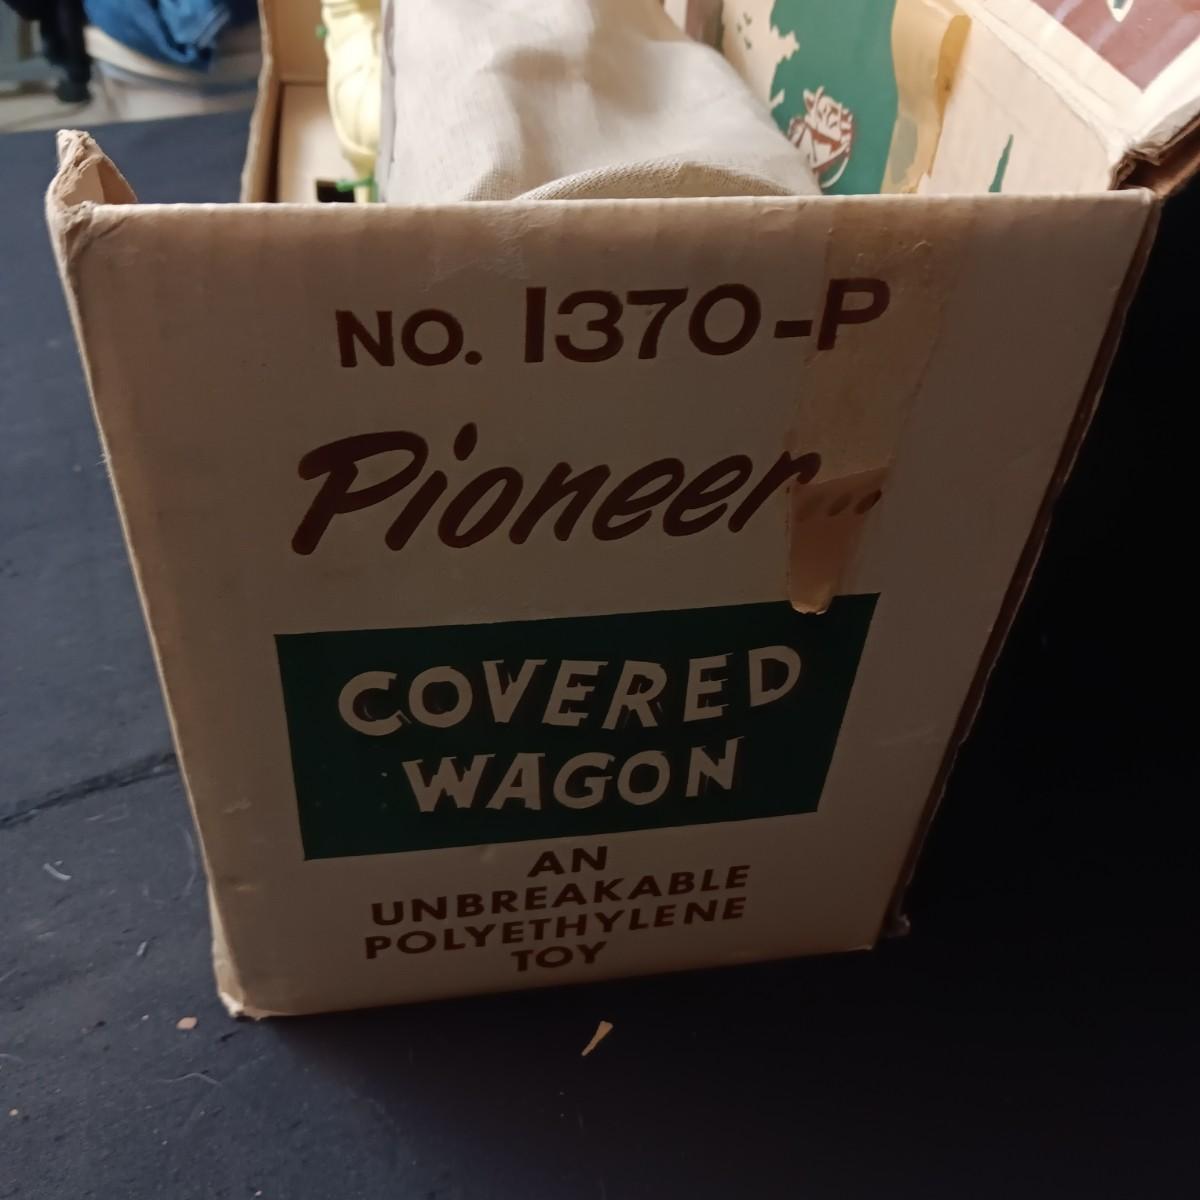 NO. 1370-P
Pioneer...
COVERED
WAGON
AN
UNBREAKABLE
POLYETHYLENE
TOY